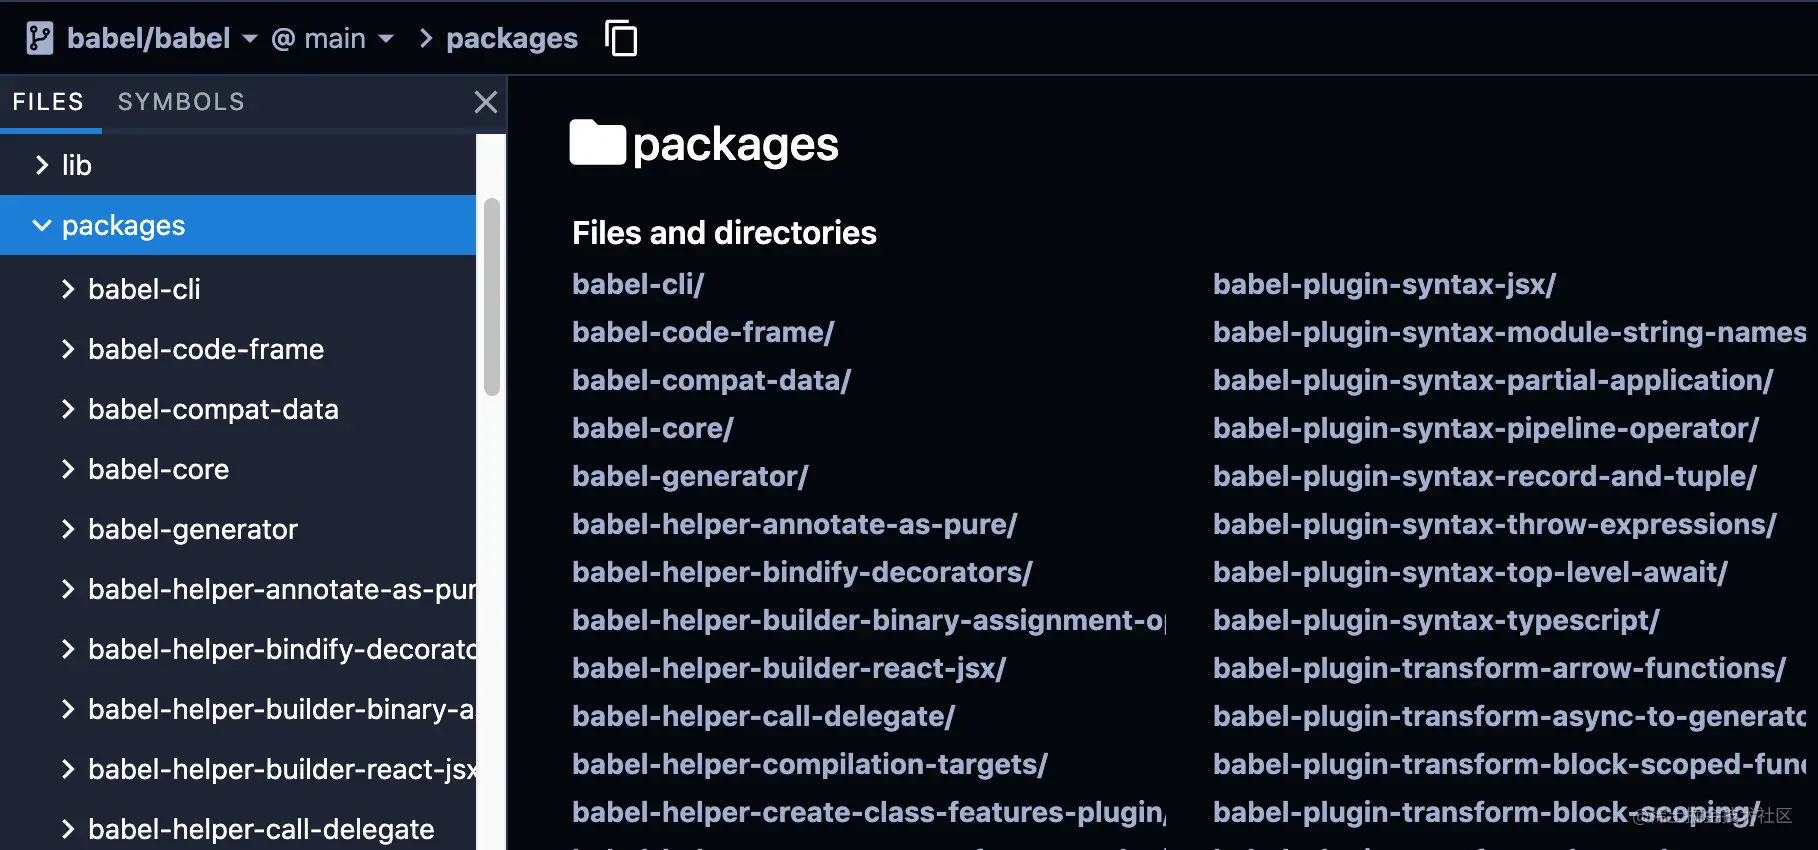 babel/babel @ main > packages
FILES SYMBOLS
lib
packages
babel-cli
babel-code-frame
babel-compat-data
babel-core
babel-generator
babel-helper-annotate-as-pur
babel-helper-bindify-decorato
babel-helper-builder-binary-a
babel-helper-builder-react-jsx
babel-helper-call-delegate
packages
Files and directories
babel-cli/
babel-code-frame/
babel-compat-data/
babel-core/
babel-generator/
babel-helper-annotate-as-pure/
babel-helper-bindify-decorators/
babel-helper-builder-binary-assignment-op
babel-helper-builder-react-jsx/
babel-helper-call-delegate/
babel-helper-compilation-targets/
babel-helper-create-class-features-plugin/
babel-plugin-syntax-jsx/
babel-plugin-syntax-module-string-names
babel-plugin-syntax-partial-application/
babel-plugin-syntax-pipeline-operator/
babel-plugin-syntax-record-and-tuple/
babel-plugin-syntax-throw-expressions/
babel-plugin-syntax-top-level-await/
babel-plugin-syntax-typescript/
babel-plugin-transform-arrow-functions/
babel-plugin-transform-async-to-generato
babel-plugin-transform-block-scoped-func
babel-plugin-transform-block-scoping/
@稀土掘金技术社区